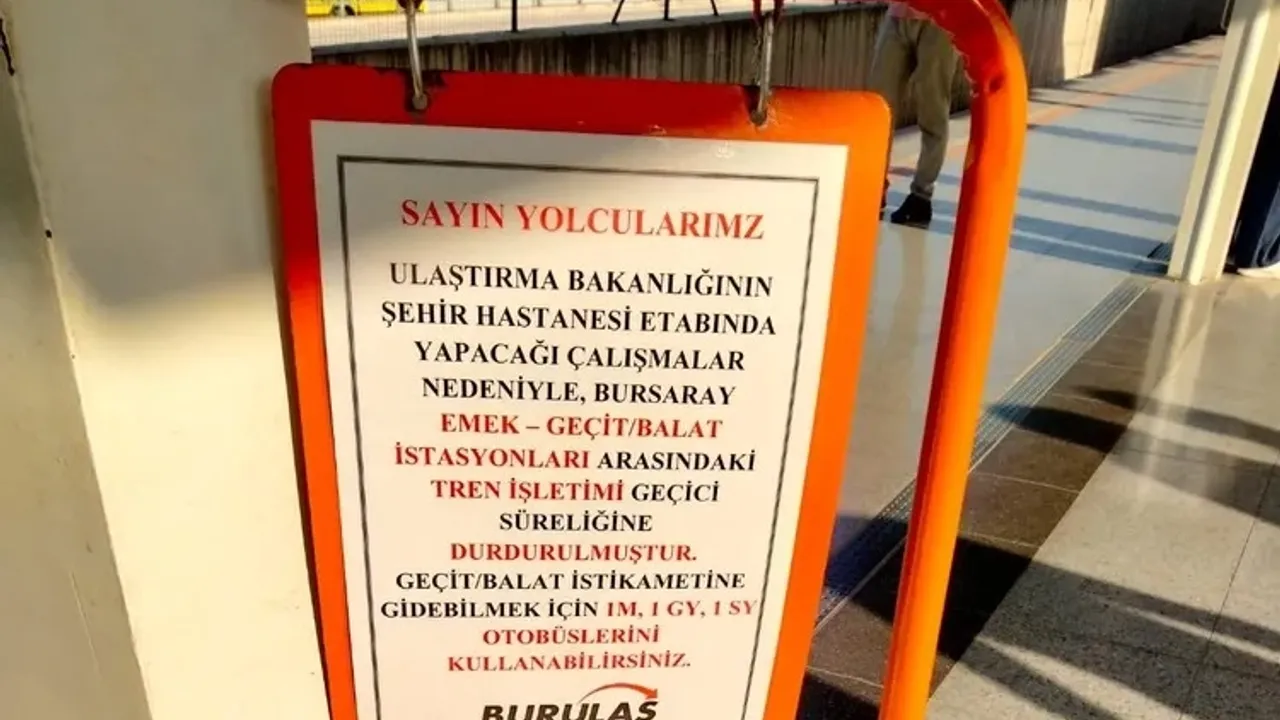 SAYIN YOLCULARIMZ
ULAŞTIRMA BAKANLIĞININ
ŞEHİR HASTANESİ ETABINDA
YAPACAĞI ÇALIŞMALAR
NEDENİYLE, BURSARAY
EMEK – GEÇİT/BALAT
İSTASYONLARI ARASINDAKİ
TREN İŞLETİMİ GEÇİCİ
SÜRELİĞİNE
DURDURULMUŞTUR.
GEÇİT/BALAT İSTİKAMETİNE
GİDEBİLMEK İÇİN 1M, 1 GY, 1 SY
OTOBÜSLERİNİ
KULLANABİLİRSİNİZ.
BURULAŞ